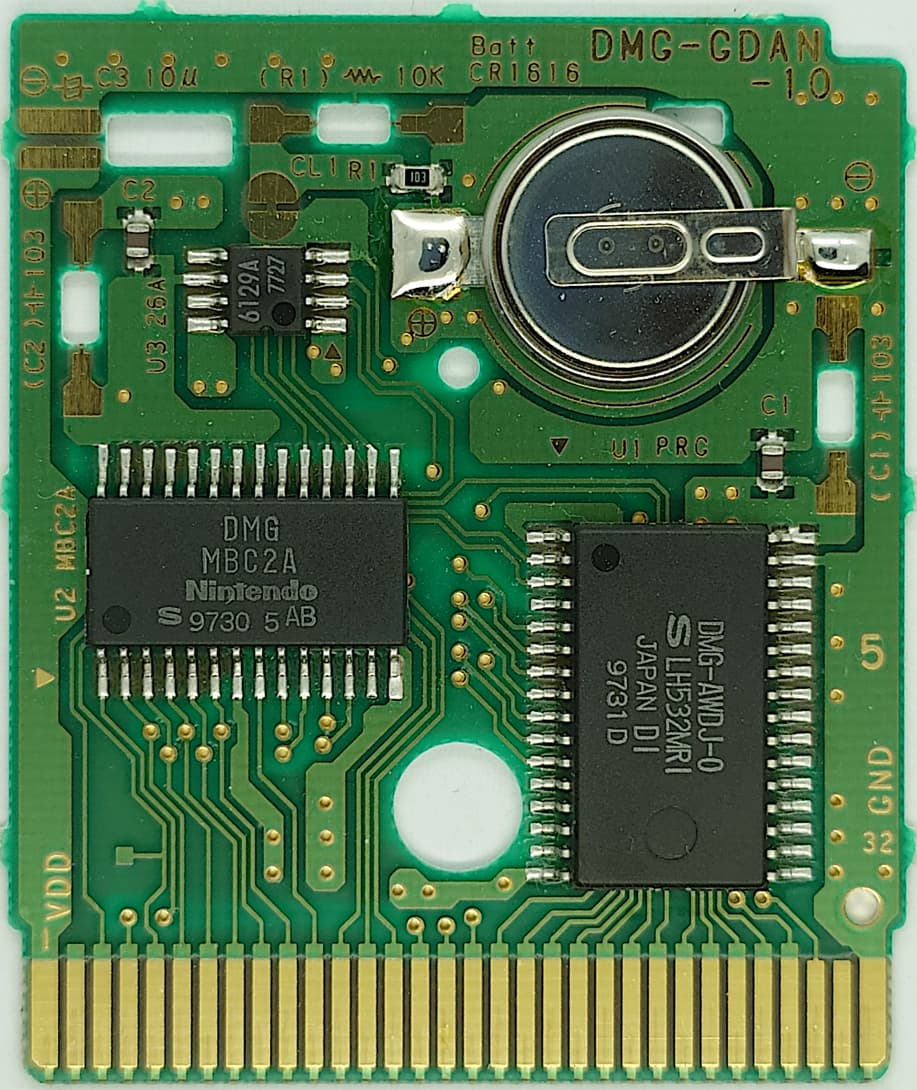 Batt
CR1616
DMG-GDAN
-1.0
C3 10µ
(R1) 10K
CL1 R1
103
C2
(C2) 103
U3 26A
6129A
7727
C1
(C1) 103
U1 PRG
U2 MBC2A
DMG
MBC2A
Nintendo
S 9730 5 AB
DMG-AWDJ-0
S LH532MRI
JAPAN DI
9731 D
5
GND
32
VDD